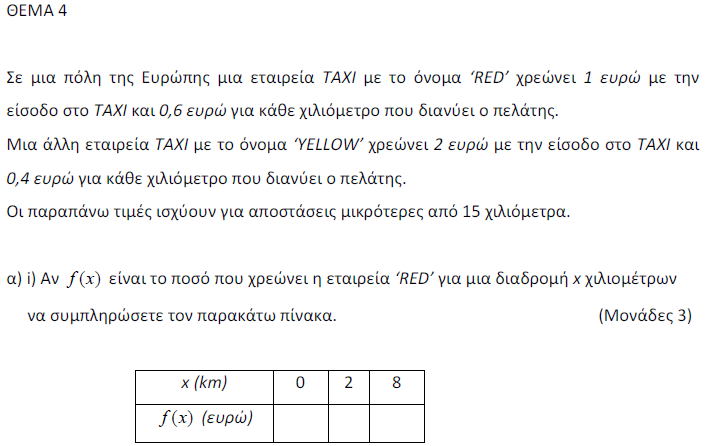 ΘΕΜΑ 4
Σε μια πόλη της Ευρώπης μια εταιρεία TAXI με το όνομα ‘RED’ χρεώνει 1 ευρώ με την
είσοδο στο TAXI και 0,6 ευρώ για κάθε χιλιόμετρο που διανύει ο πελάτης.
Μια άλλη εταιρεία TAXI με το όνομα ‘YELLOW’ χρεώνει 2 ευρώ με την είσοδο στο TAXI και
0,4 ευρώ για κάθε χιλιόμετρο που διανύει ο πελάτης.
Οι παραπάνω τιμές ισχύουν για αποστάσεις μικρότερες από 15 χιλιόμετρα.
α) i) Αν f(x) είναι το ποσό που χρεώνει η εταιρεία ‘RED’ για μια διαδρομή x χιλιομέτρων
να συμπληρώσετε τον παρακάτω πίνακα. (Μονάδες 3)
x (km) 0 2 8
f(x) (ευρώ)